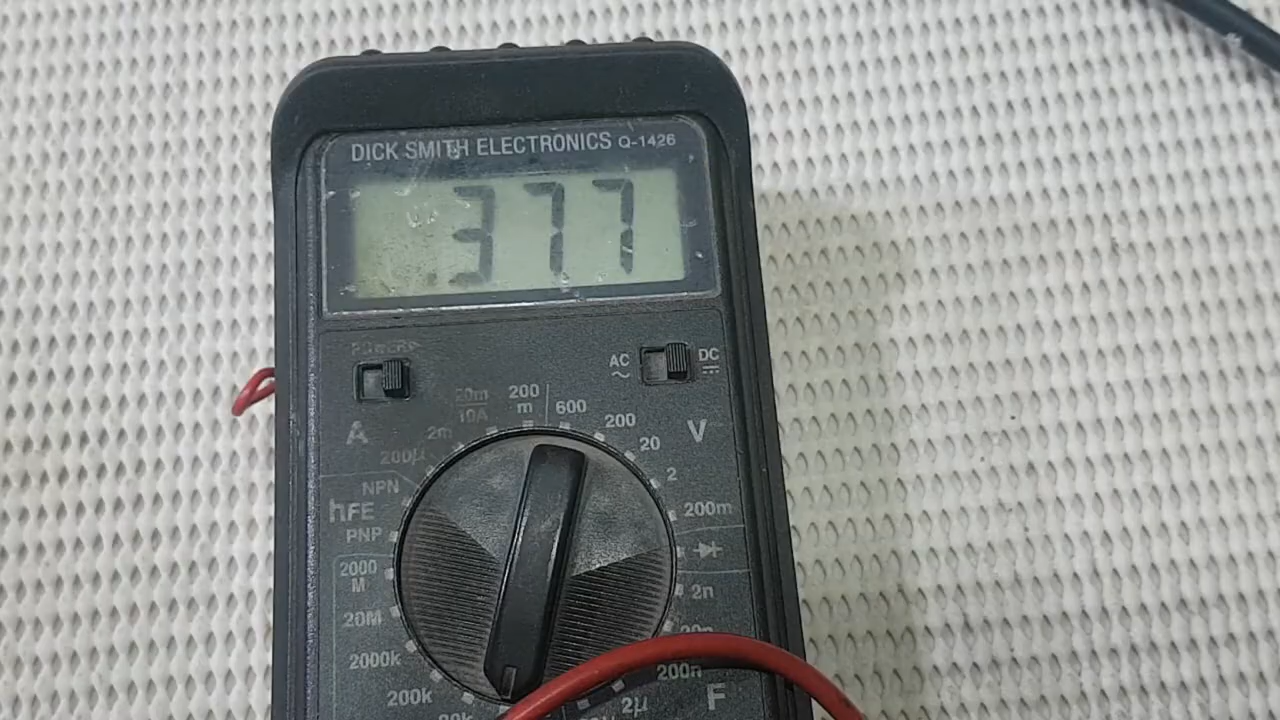 DICK SMITH ELECTRONICS Q-1426
377
POWER
AC DC
20m 200 600 200
10A m
A 2m 20 V
200µ 2
NPN 200m
hFE
PNP
2000 2n
M
20M
2000k 200n
200k 2µ F